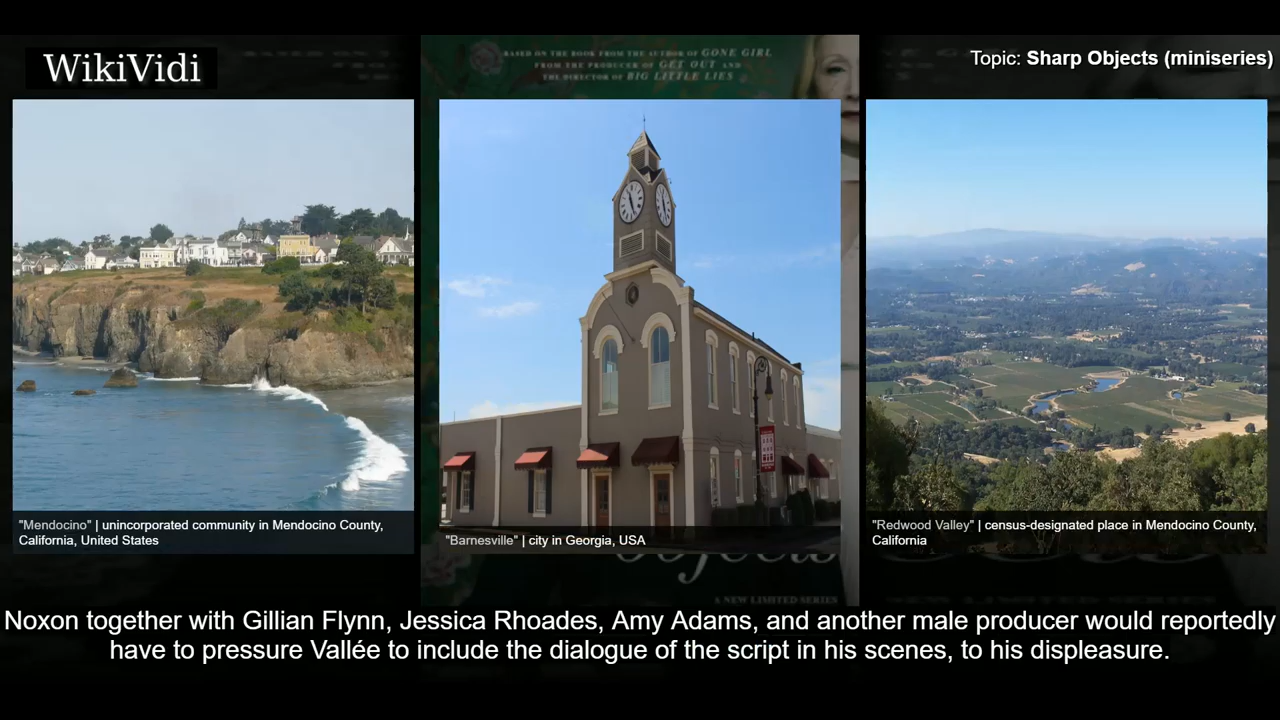 WikiVidi
BASED ON THE BOOK FROM THE AUTHOR OF GONE GIRL
FROM THE PRODUCER OF GET OUT AND
THE DIRECTOR OF BIG LITTLE LIES
Topic: Sharp Objects (miniseries)
"Mendocino" | unincorporated community in Mendocino County,
California, United States
"Barnesville" | city in Georgia, USA
"Redwood Valley" | census-designated place in Mendocino County,
California
objects
A NEW LIMITED SERIES
Noxon together with Gillian Flynn, Jessica Rhoades, Amy Adams, and another male producer would reportedly
have to pressure Vallée to include the dialogue of the script in his scenes, to his displeasure.